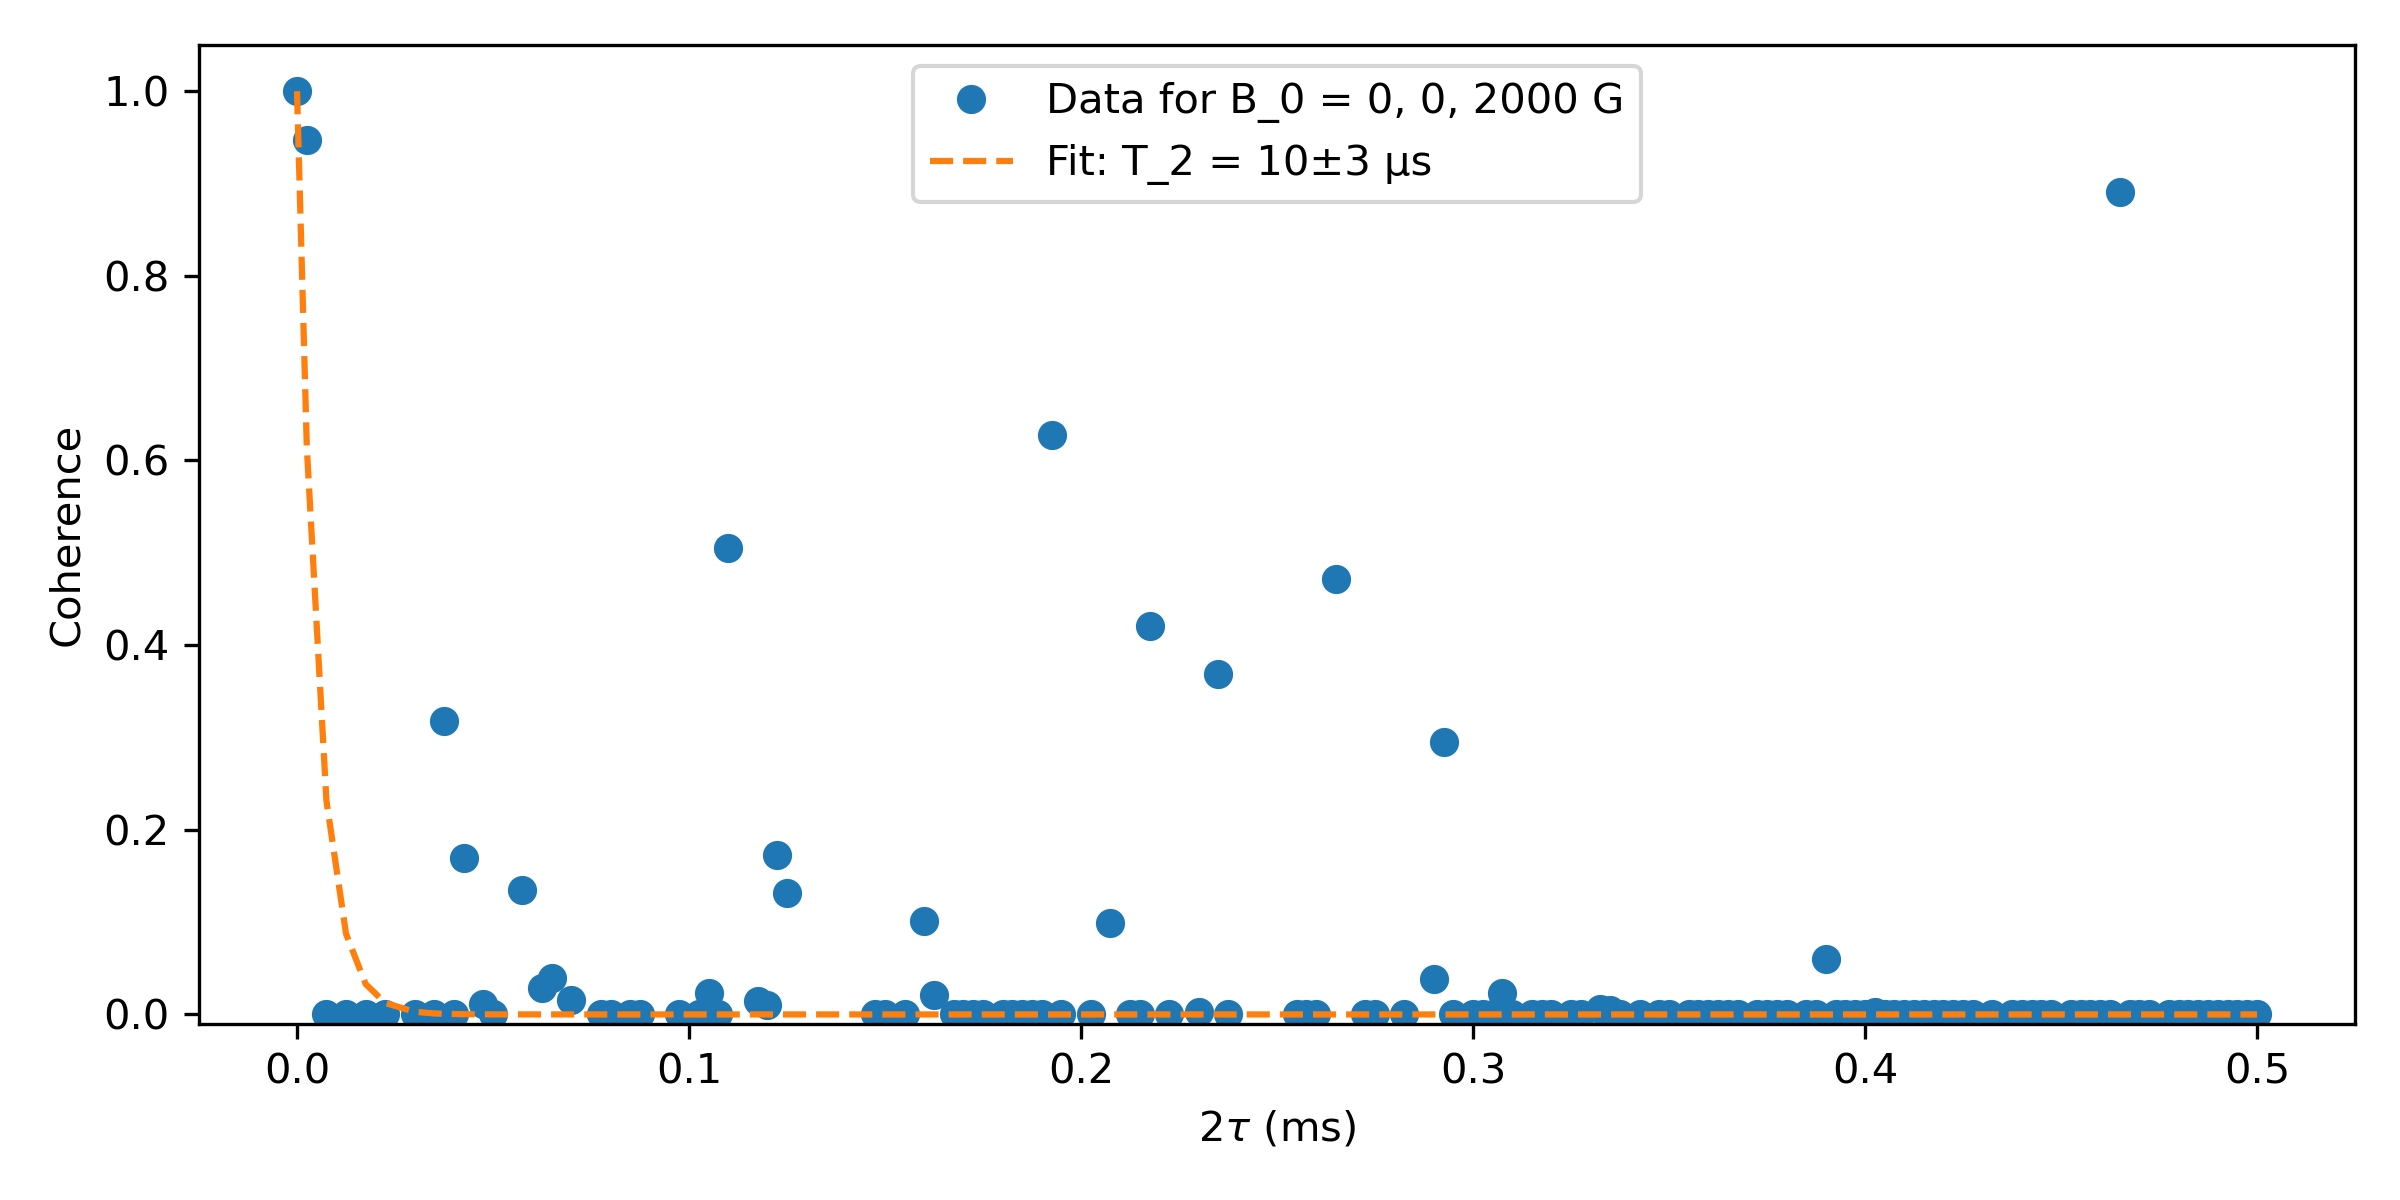 Data for B_0 = 0, 0, 2000 G
Fit: T_2 = 10±3 μs
Coherence
1.0
0.8
0.6
0.4
0.2
0.0
0.0 0.1 0.2 0.3 0.4 0.5
2τ (ms)